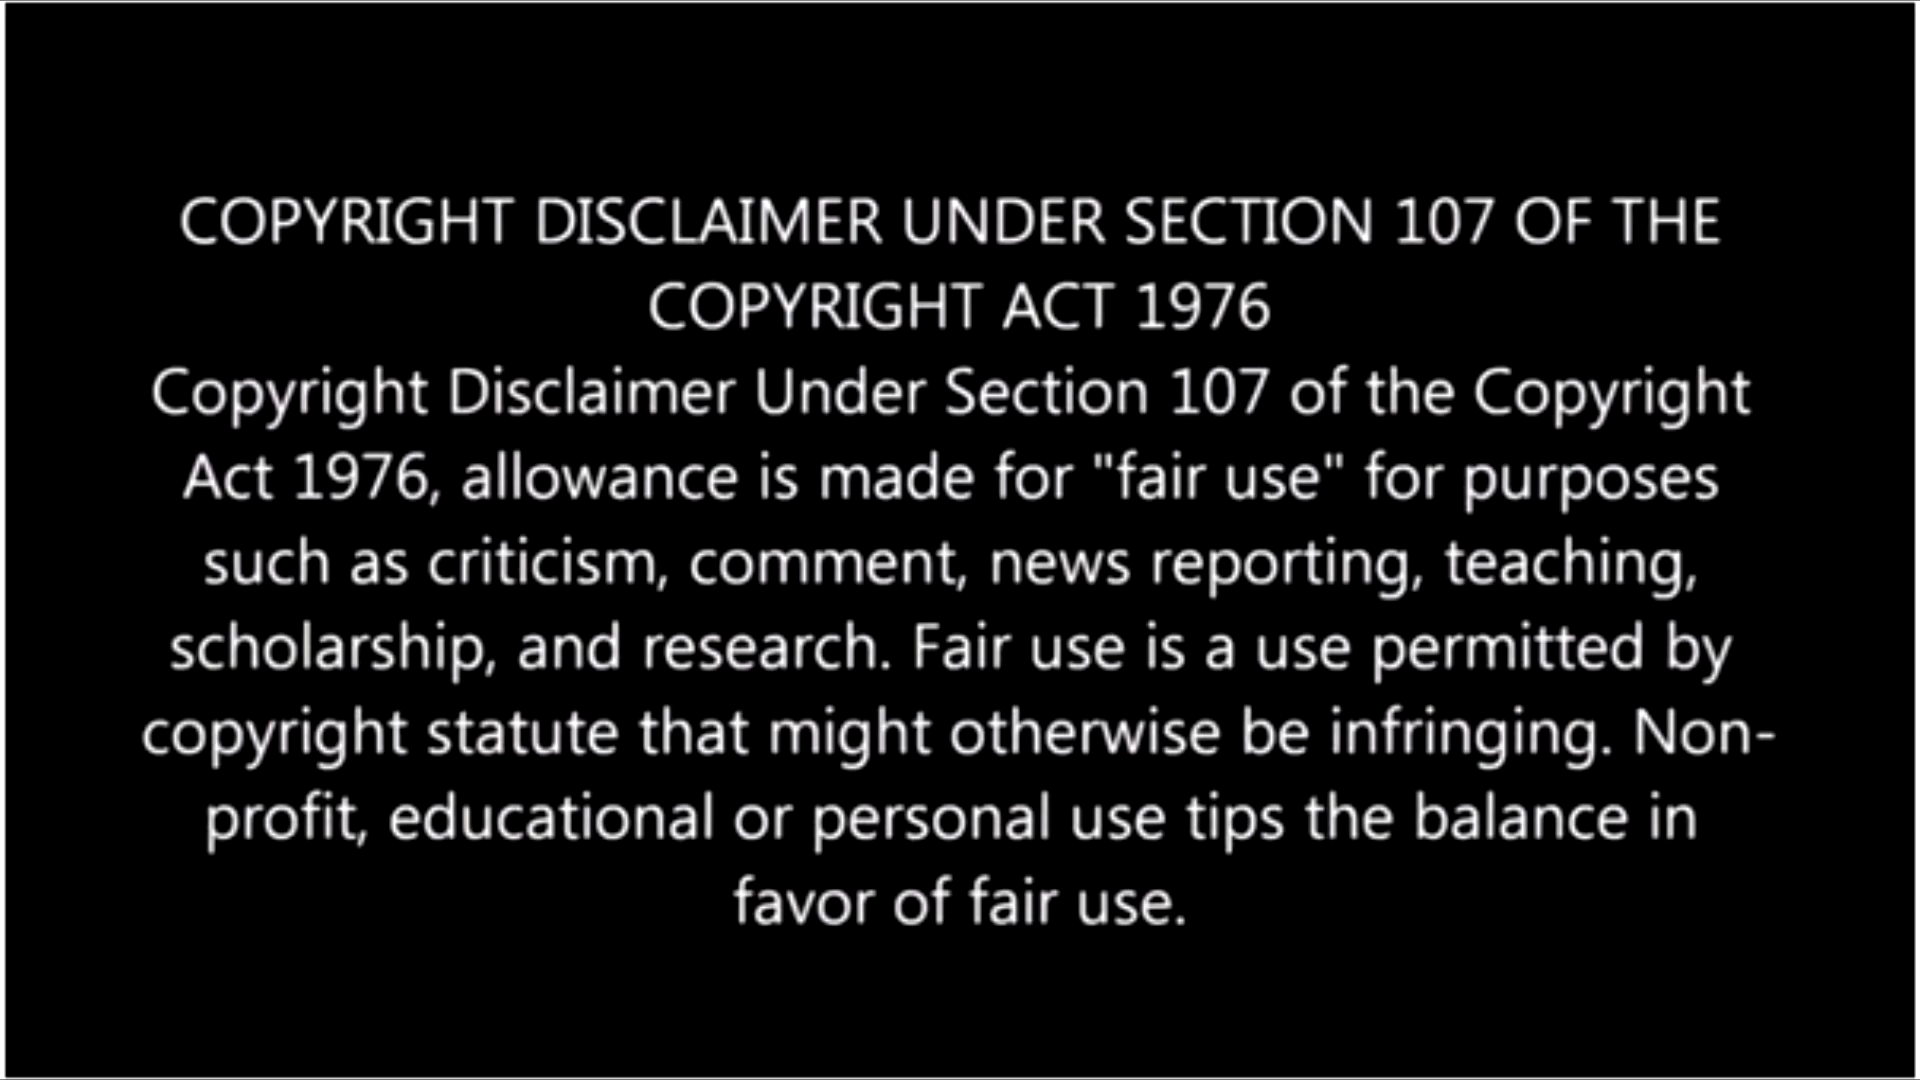 COPYRIGHT DISCLAIMER UNDER SECTION 107 OF THE
COPYRIGHT ACT 1976
Copyright Disclaimer Under Section 107 of the Copyright
Act 1976, allowance is made for "fair use" for purposes
such as criticism, comment, news reporting, teaching,
scholarship, and research. Fair use is a use permitted by
copyright statute that might otherwise be infringing. Non-
profit, educational or personal use tips the balance in
favor of fair use.